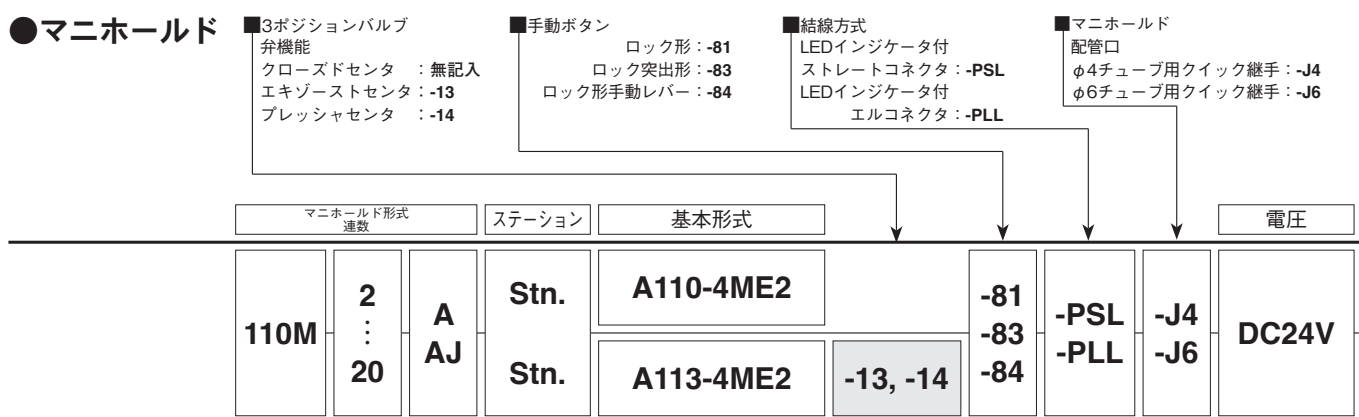 ●マニホールド
■3ポジションバルブ
弁機能
クローズドセンタ ：無記入
エキゾーストセンタ：-13
プレッシャセンタ ：-14
■手動ボタン
ロック形：-81
ロック突出形：-83
ロック形手動レバー：-84
■結線方式
LEDインジケータ付
ストレートコネクタ：-PSL
LEDインジケータ付
エルコネクタ：-PLL
■マニホールド
配管口
φ4チューブ用クイック継手：-J4
φ6チューブ用クイック継手：-J6
マニホールド形式
連数
ステーション
基本形式
電圧
110M
2
⋮
20
A
AJ
Stn.
Stn.
A110-4ME2
A113-4ME2
-13, -14
-81
-83
-84
-PSL
-PLL
-J4
-J6
DC24V